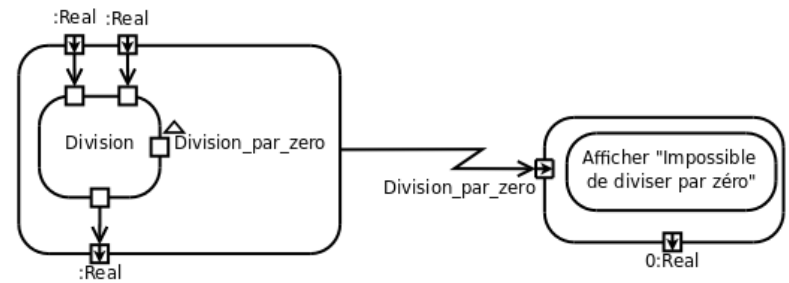 :Real :Real
Division
Division_par_zero
:Real
Division_par_zero
Afficher "Impossible
de diviser par zéro"
0:Real